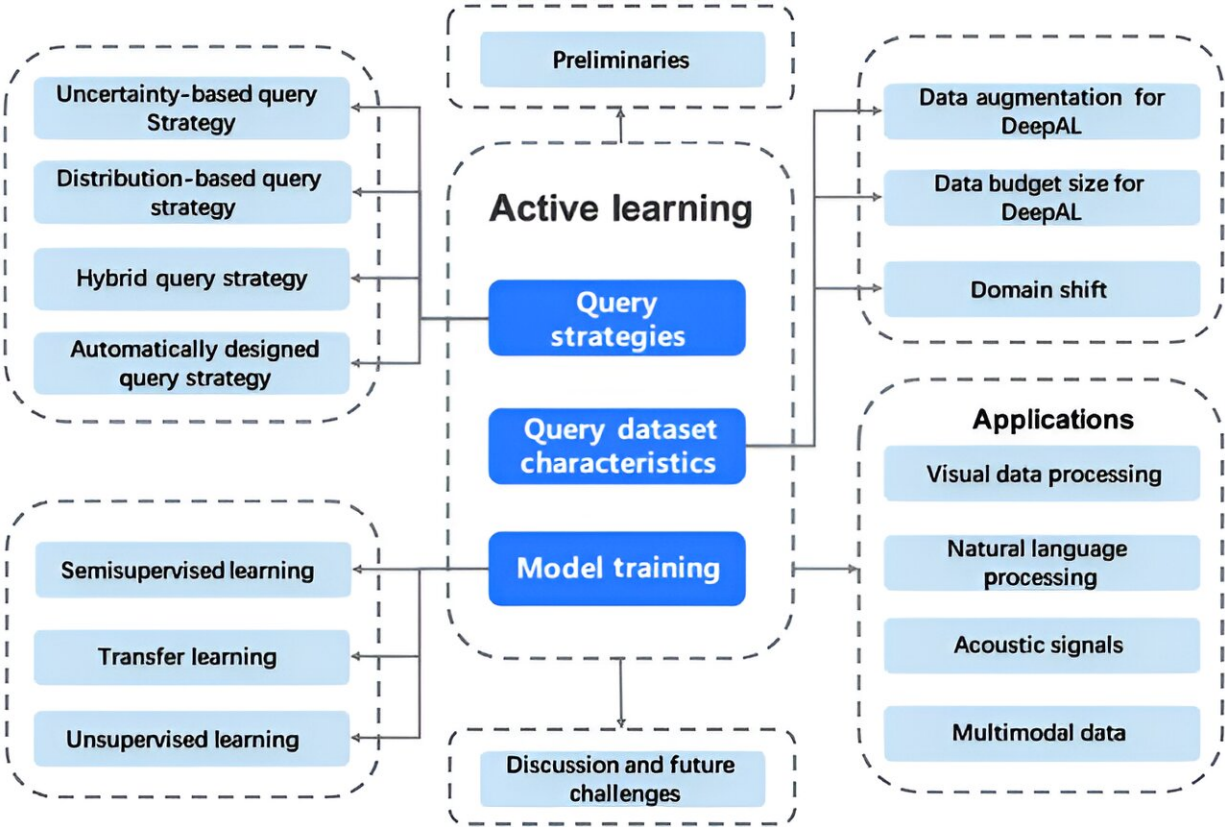 Preliminaries
Uncertainty-based query
Strategy
Distribution-based query
strategy
Hybrid query strategy
Automatically designed
query strategy
Active learning
Query
strategies
Query dataset
characteristics
Model training
Data augmentation for
DeepAL
Data budget size for
DeepAL
Domain shift
Applications
Visual data processing
Natural language
processing
Acoustic signals
Multimodal data
Semisupervised learning
Transfer learning
Unsupervised learning
Discussion and future
challenges